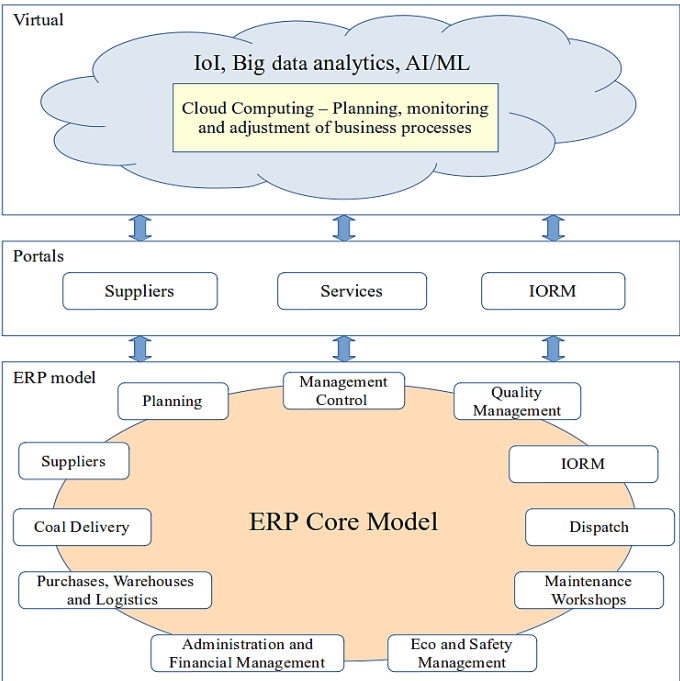 Virtual
IoI, Big data analytics, AI/ML
Cloud Computing – Planning, monitoring
and adjustment of business processes
Portals
Suppliers
Services
IORM
ERP model
Planning
Management
Control
Quality
Management
Suppliers
IORM
Coal Delivery
ERP Core Model
Dispatch
Purchases, Warehouses
and Logistics
Maintenance
Workshops
Administration and
Financial Management
Eco and Safety
Management